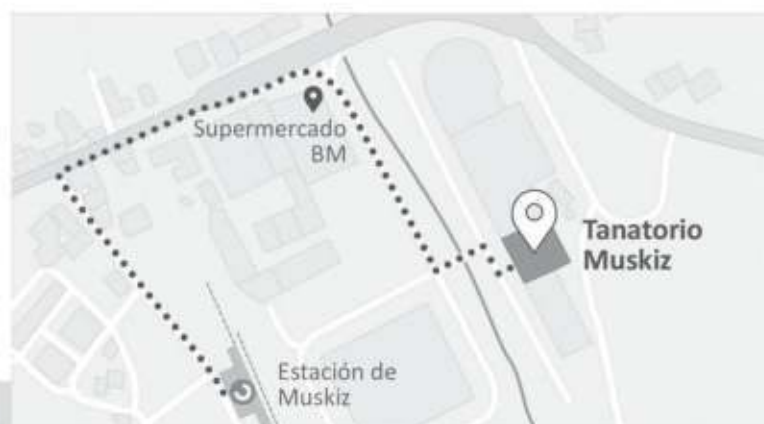 Supermercado
BM
Tanatorio
Muskiz
Estación de
Muskiz